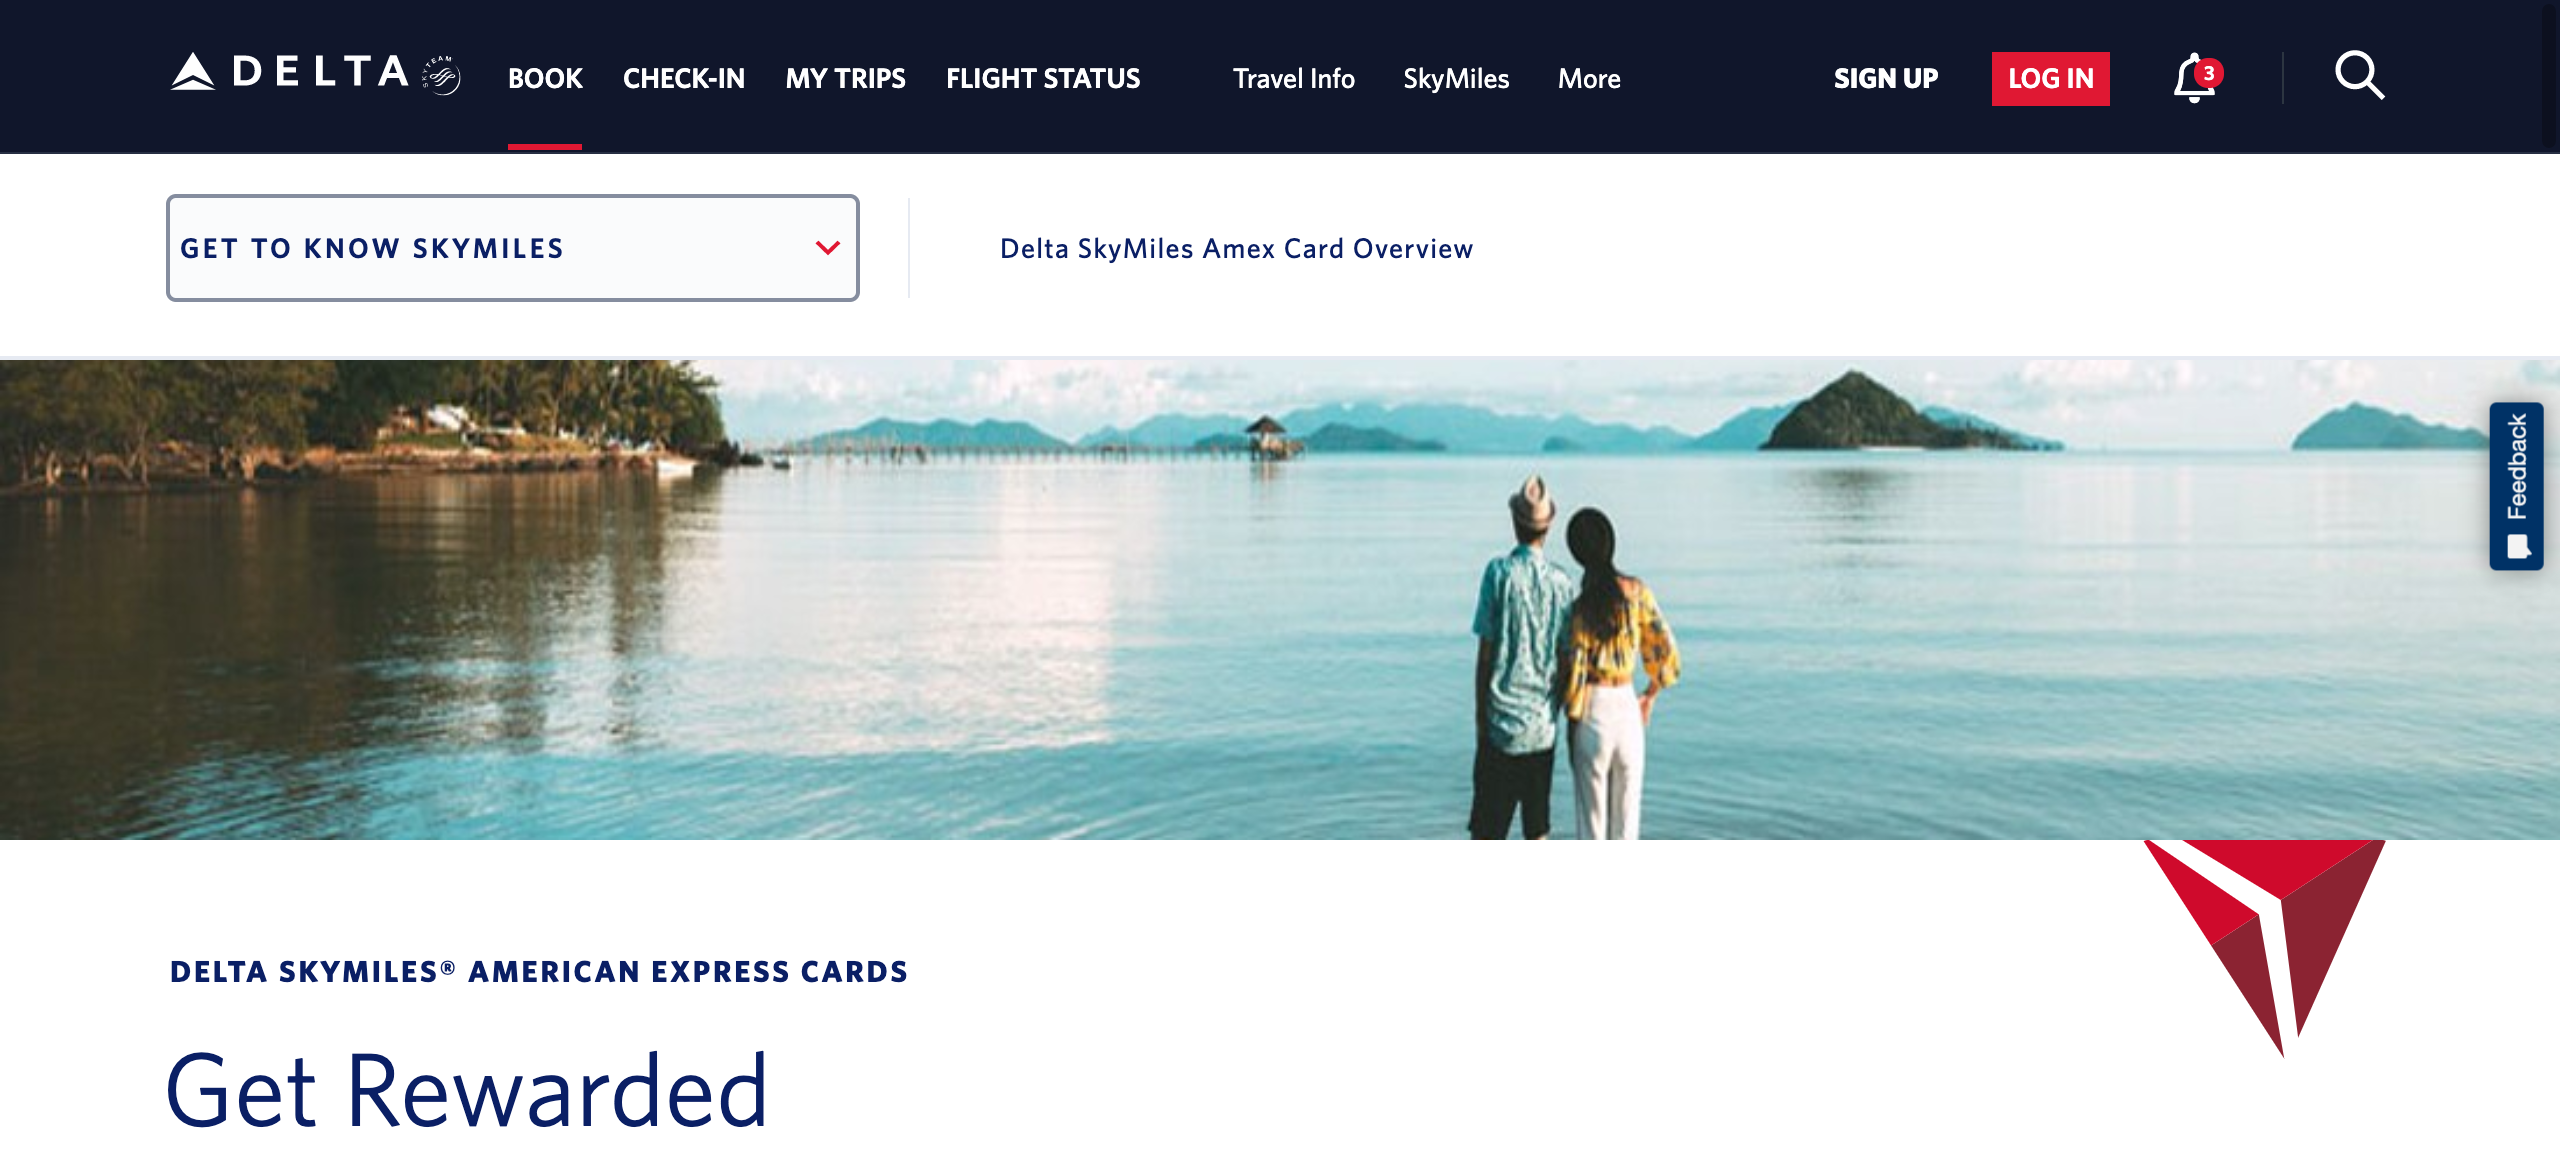 DELTA SKYTEAM BOOK CHECK-IN MY TRIPS FLIGHT STATUS Travel Info SkyMiles More SIGN UP LOG IN 3
GET TO KNOW SKYMILES
Delta SkyMiles Amex Card Overview
Feedback
DELTA SKYMILES® AMERICAN EXPRESS CARDS
Get Rewarded